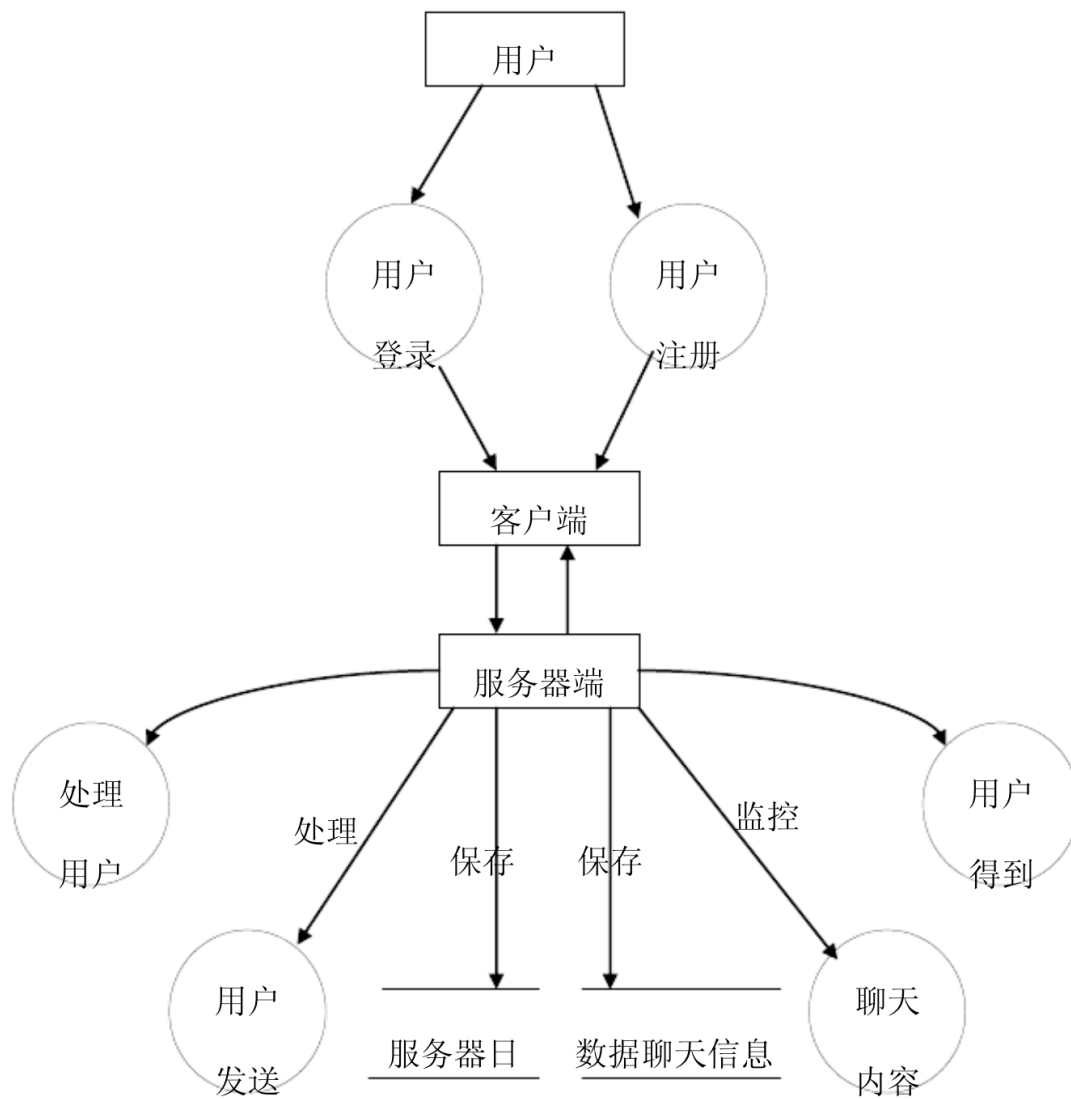 用户
用户
登录
用户
注册
客户端
服务器端
处理
用户
处理
保存
保存
监控
用户
得到
用户
发送
服务器日
数据聊天信息
聊天
内容